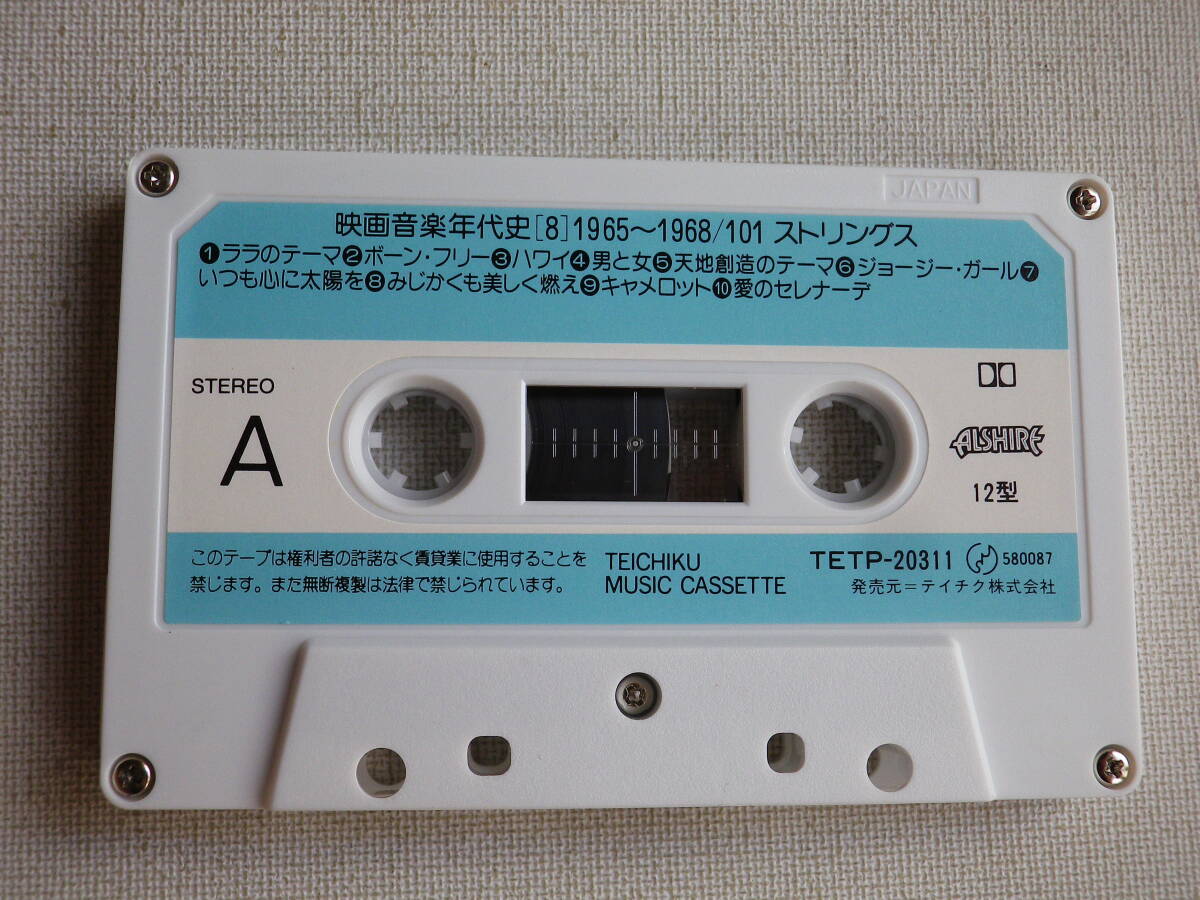 JAPAN
映画音楽年代史[8]1965〜1968/101 ストリングス
❶ララのテーマ❷ボーン・フリー❸ハワイ❹男と女❺天地創造のテーマ❻ジョージー・ガール❼
いつも心に太陽を❽みじかくも美しく燃え❾キャメロット❿愛のセレナーデ
STEREO
A
ALSHIRE
12型
このテープは権利者の許諾なく賃貸業に使用することを
禁じます。また無断複製は法律で禁じられています。
TEICHIKU
MUSIC CASSETTE
TETP-20311 580087
発売元=テイチク株式会社